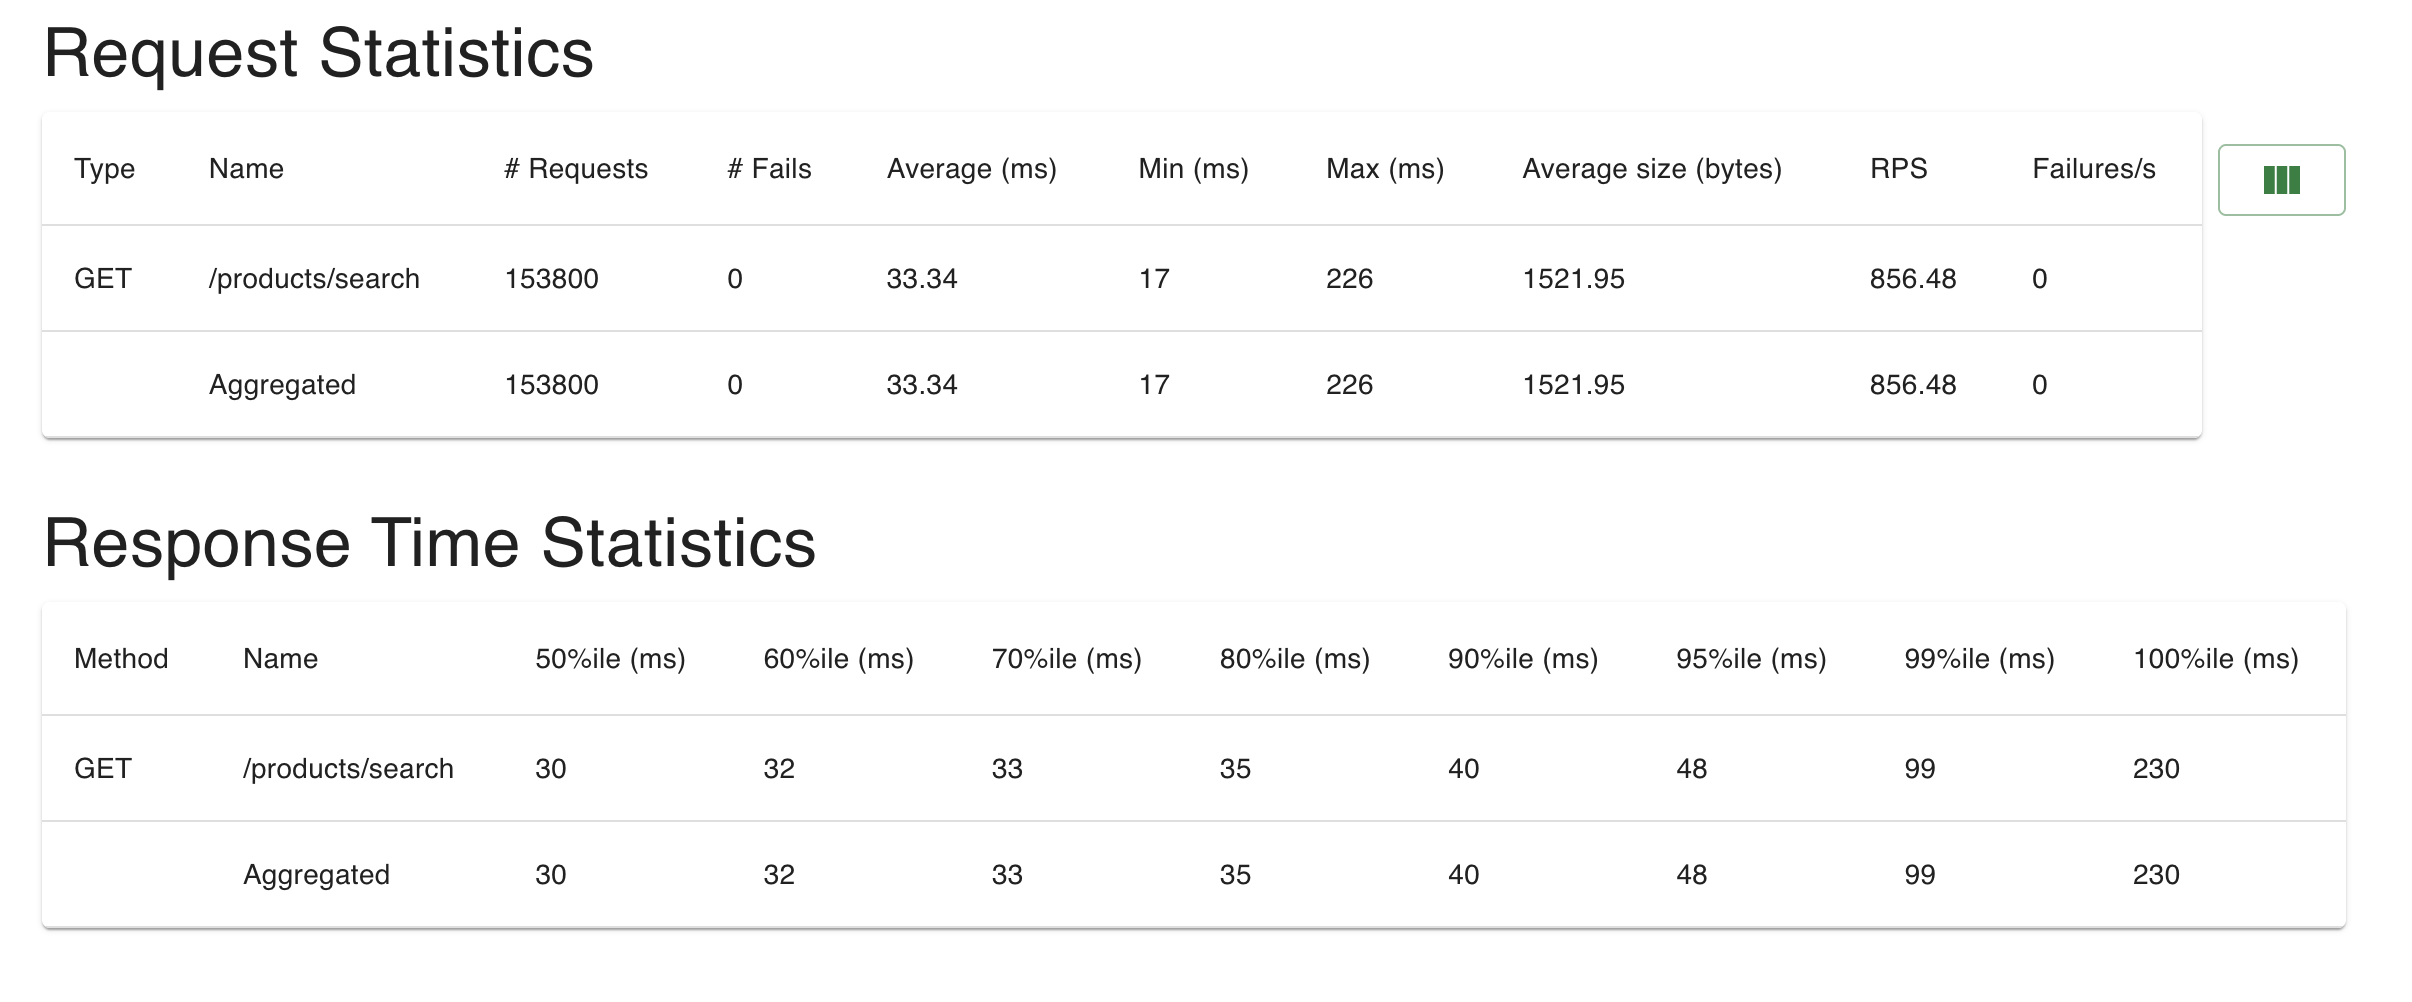 Request Statistics
Type Name # Requests # Fails Average (ms) Min (ms) Max (ms) Average size (bytes) RPS Failures/s
GET /products/search 153800 0 33.34 17 226 1521.95 856.48 0
Aggregated 153800 0 33.34 17 226 1521.95 856.48 0
Response Time Statistics
Method Name 50%ile (ms) 60%ile (ms) 70%ile (ms) 80%ile (ms) 90%ile (ms) 95%ile (ms) 99%ile (ms) 100%ile (ms)
GET /products/search 30 32 33 35 40 48 99 230
Aggregated 30 32 33 35 40 48 99 230